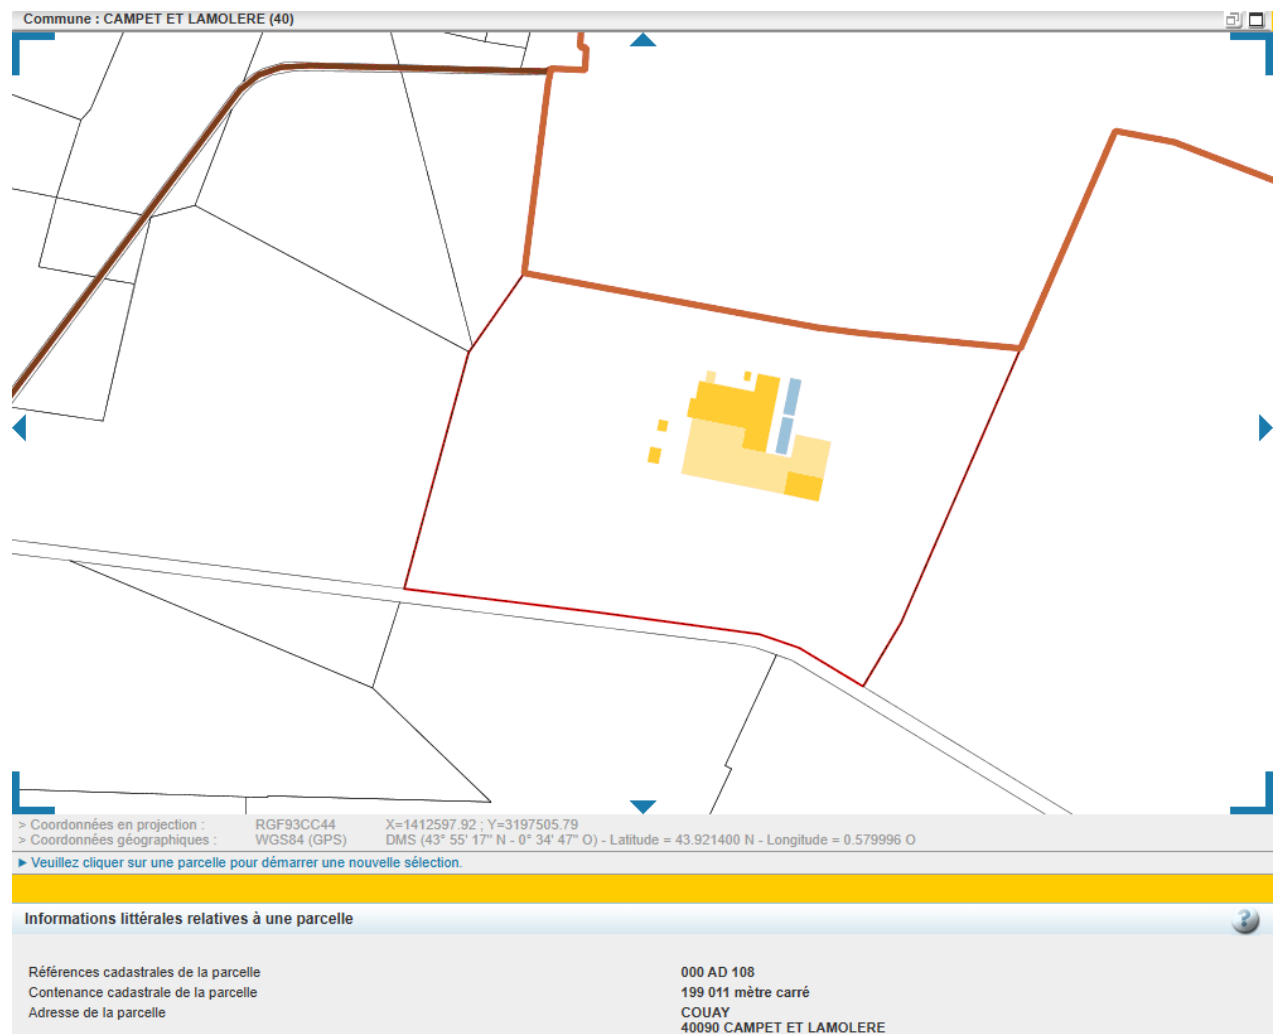 Commune : CAMPET ET LAMOLERE (40)
> Coordonnées en projection : RGF93CC44 X=1412597.92 ; Y=3197505.79
> Coordonnées géographiques : WGS84 (GPS) DMS (43° 55' 17" N - 0° 34' 47" O) - Latitude = 43.921400 N - Longitude = 0.579996 O
► Veuillez cliquer sur une parcelle pour démarrer une nouvelle sélection.
Informations littérales relatives à une parcelle ?
Références cadastrales de la parcelle 000 AD 108
Contenance cadastrale de la parcelle 199 011 mètre carré
Adresse de la parcelle COUAY
40090 CAMPET ET LAMOLERE